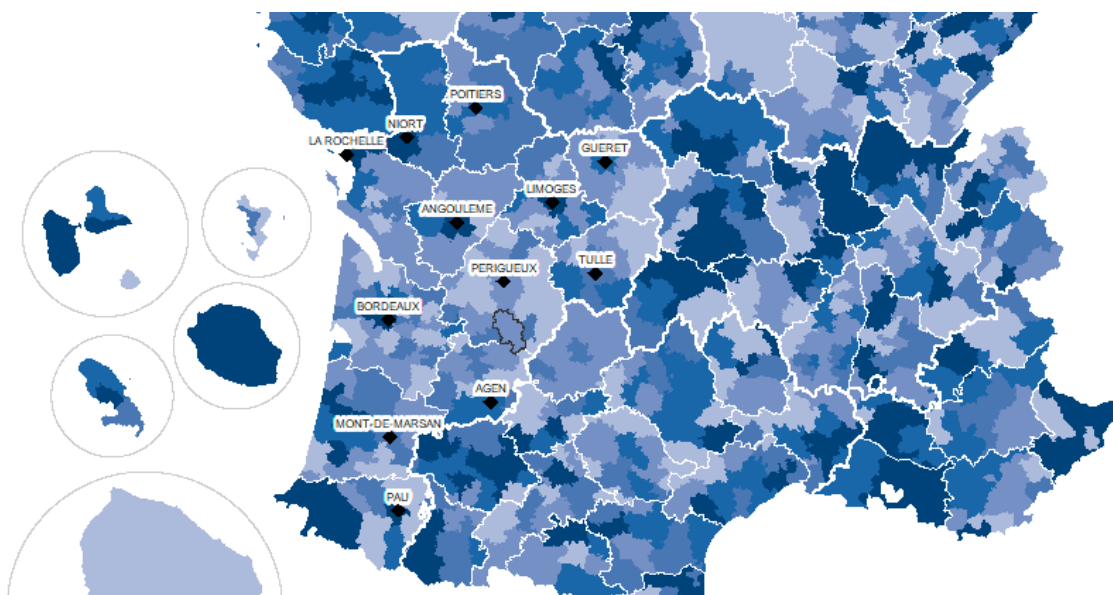 POITIERS
NIORT
LA ROCHELLE
GUERET
LIMOGES
ANGOULEME
PERIGUEUX
TULLE
BORDEAUX
AGEN
MONT-DE-MARSAN
PAU